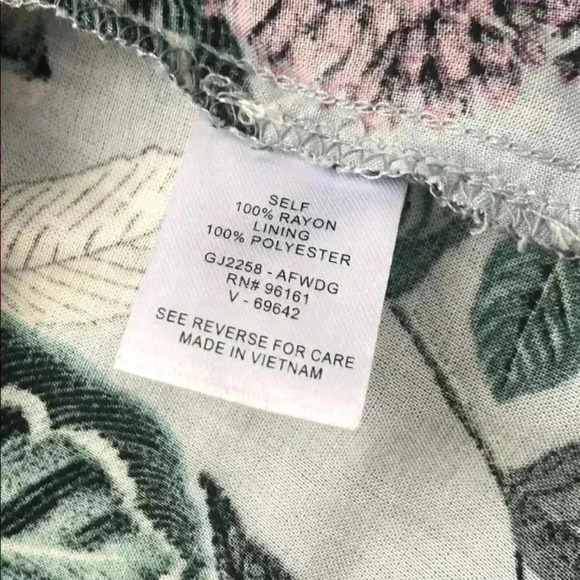 SELF
100% RAYON
LINING
100% POLYESTER
GJ2258 - AFWDG
RN# 96161
V - 69642
SEE REVERSE FOR CARE
MADE IN VIETNAM